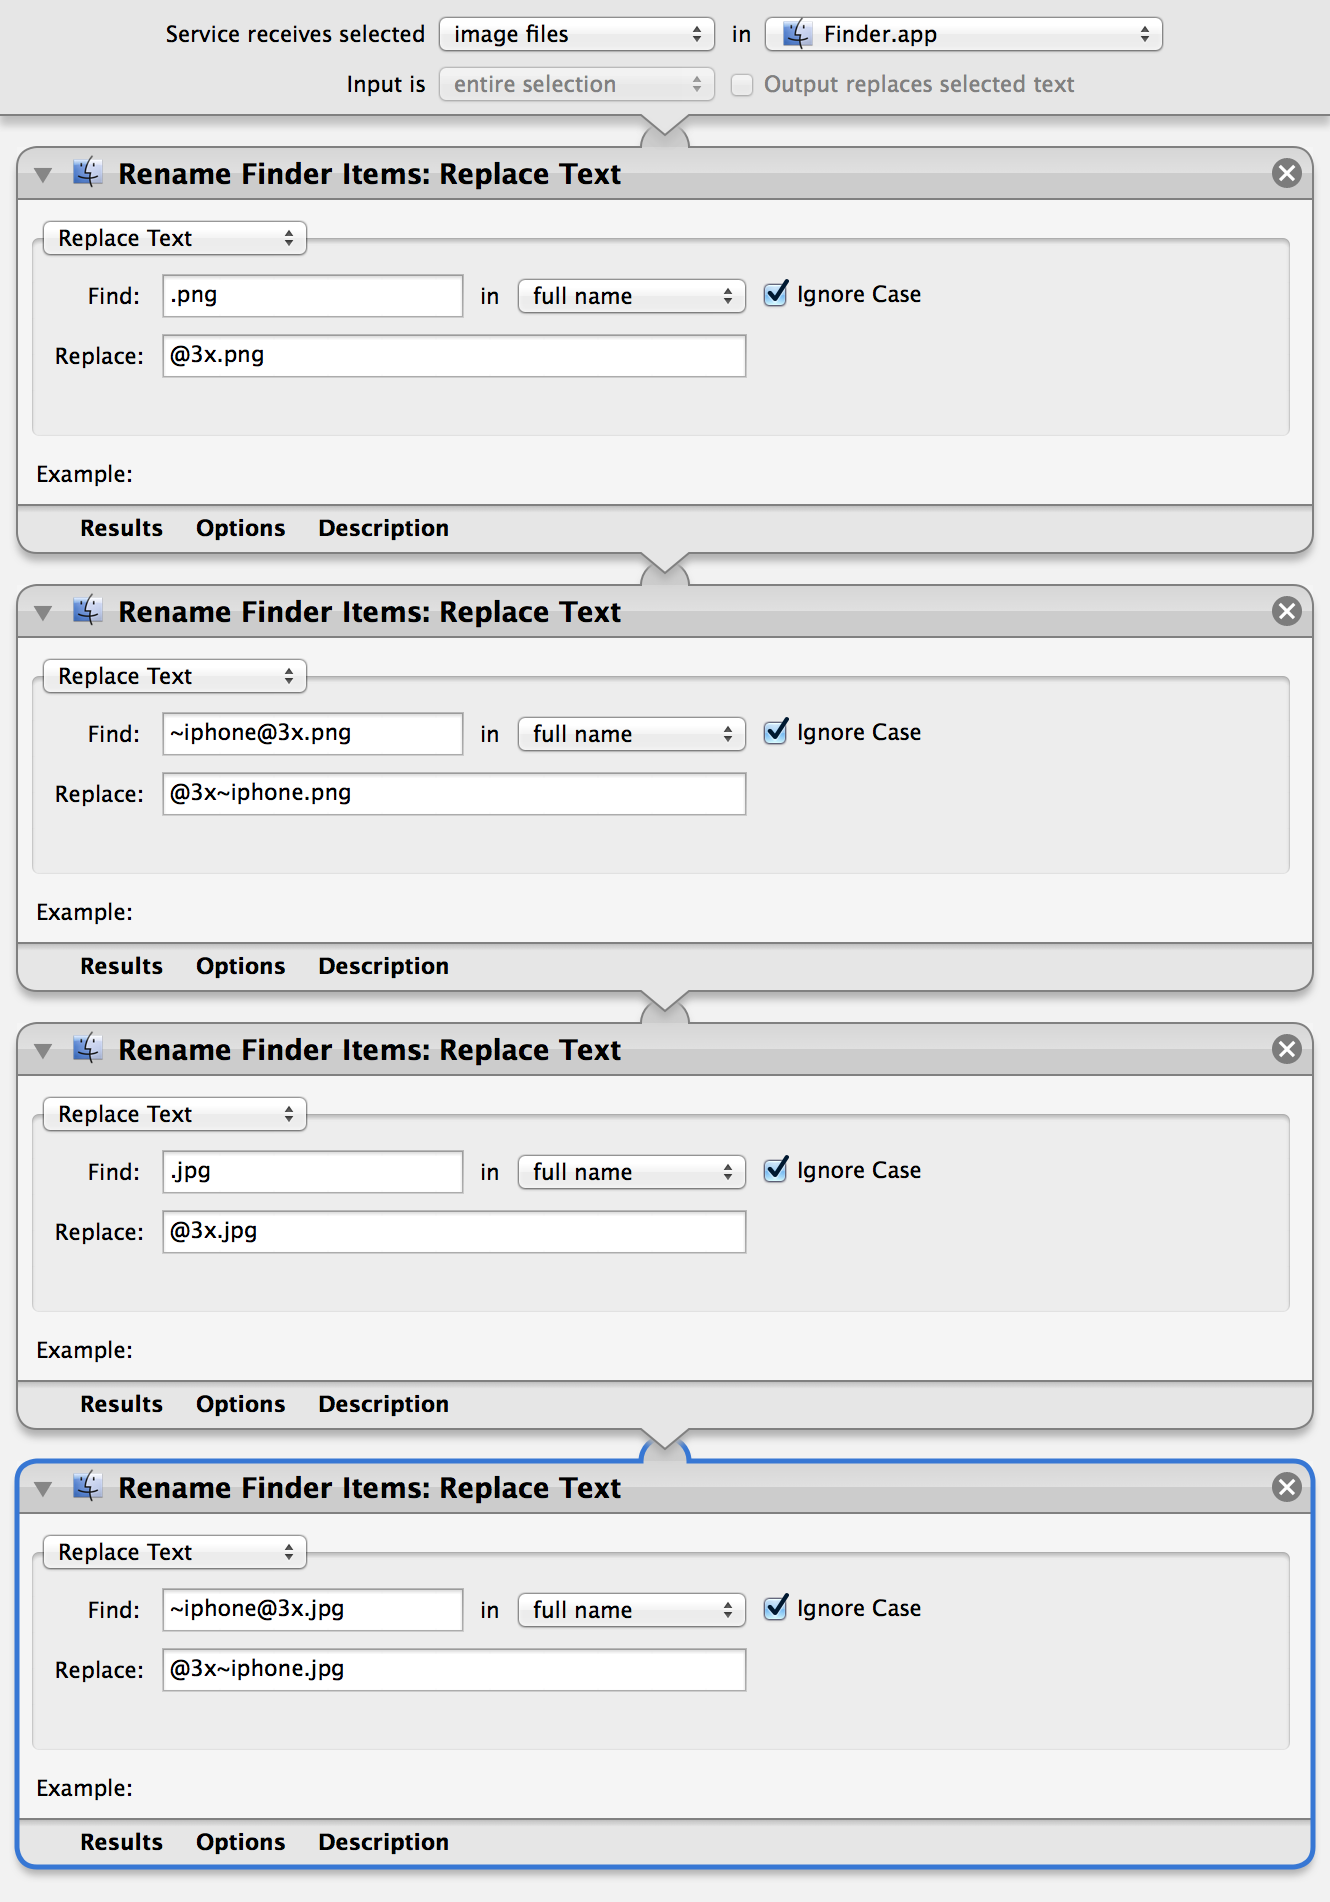 Service receives selected image files in Finder.app
Input is entire selection Output replaces selected text
Rename Finder Items: Replace Text
Replace Text
Find: .png in full name Ignore Case
Replace: @3x.png
Example:
Results Options Description
Rename Finder Items: Replace Text
Replace Text
Find: ~iphone@3x.png in full name Ignore Case
Replace: @3x~iphone.png
Example:
Results Options Description
Rename Finder Items: Replace Text
Replace Text
Find: .jpg in full name Ignore Case
Replace: @3x.jpg
Example:
Results Options Description
Rename Finder Items: Replace Text
Replace Text
Find: ~iphone@3x.jpg in full name Ignore Case
Replace: @3x~iphone.jpg
Example:
Results Options Description